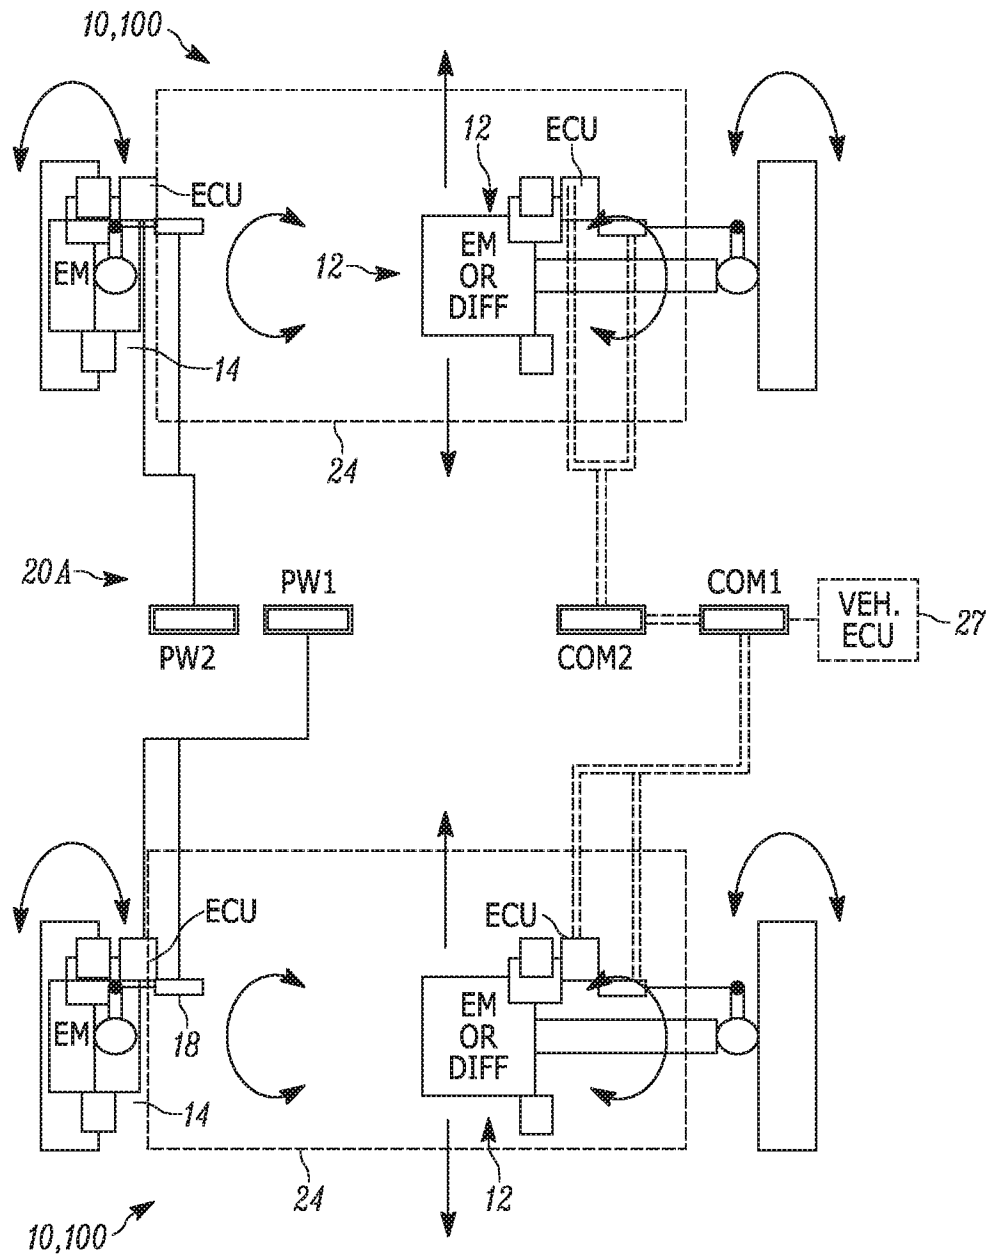 10,100
12
ECU
ECU
EM
12
EM
OR
DIFF
14
24
20A
PW1
COM1
VEH.
ECU
27
PW2
COM2
ECU
ECU
EM
18
EM
OR
DIFF
14
24
12
10,100